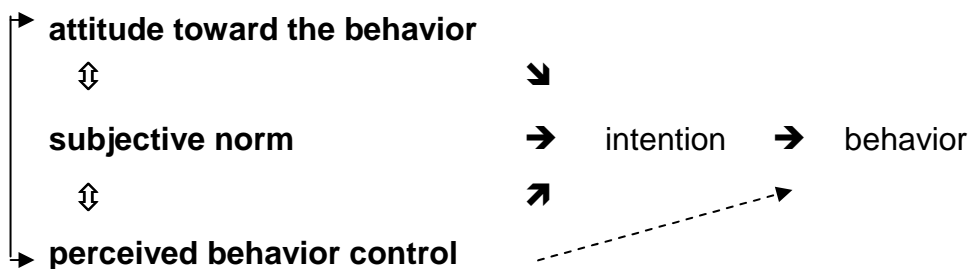 attitude toward the behavior
subjective norm intention behavior
perceived behavior control